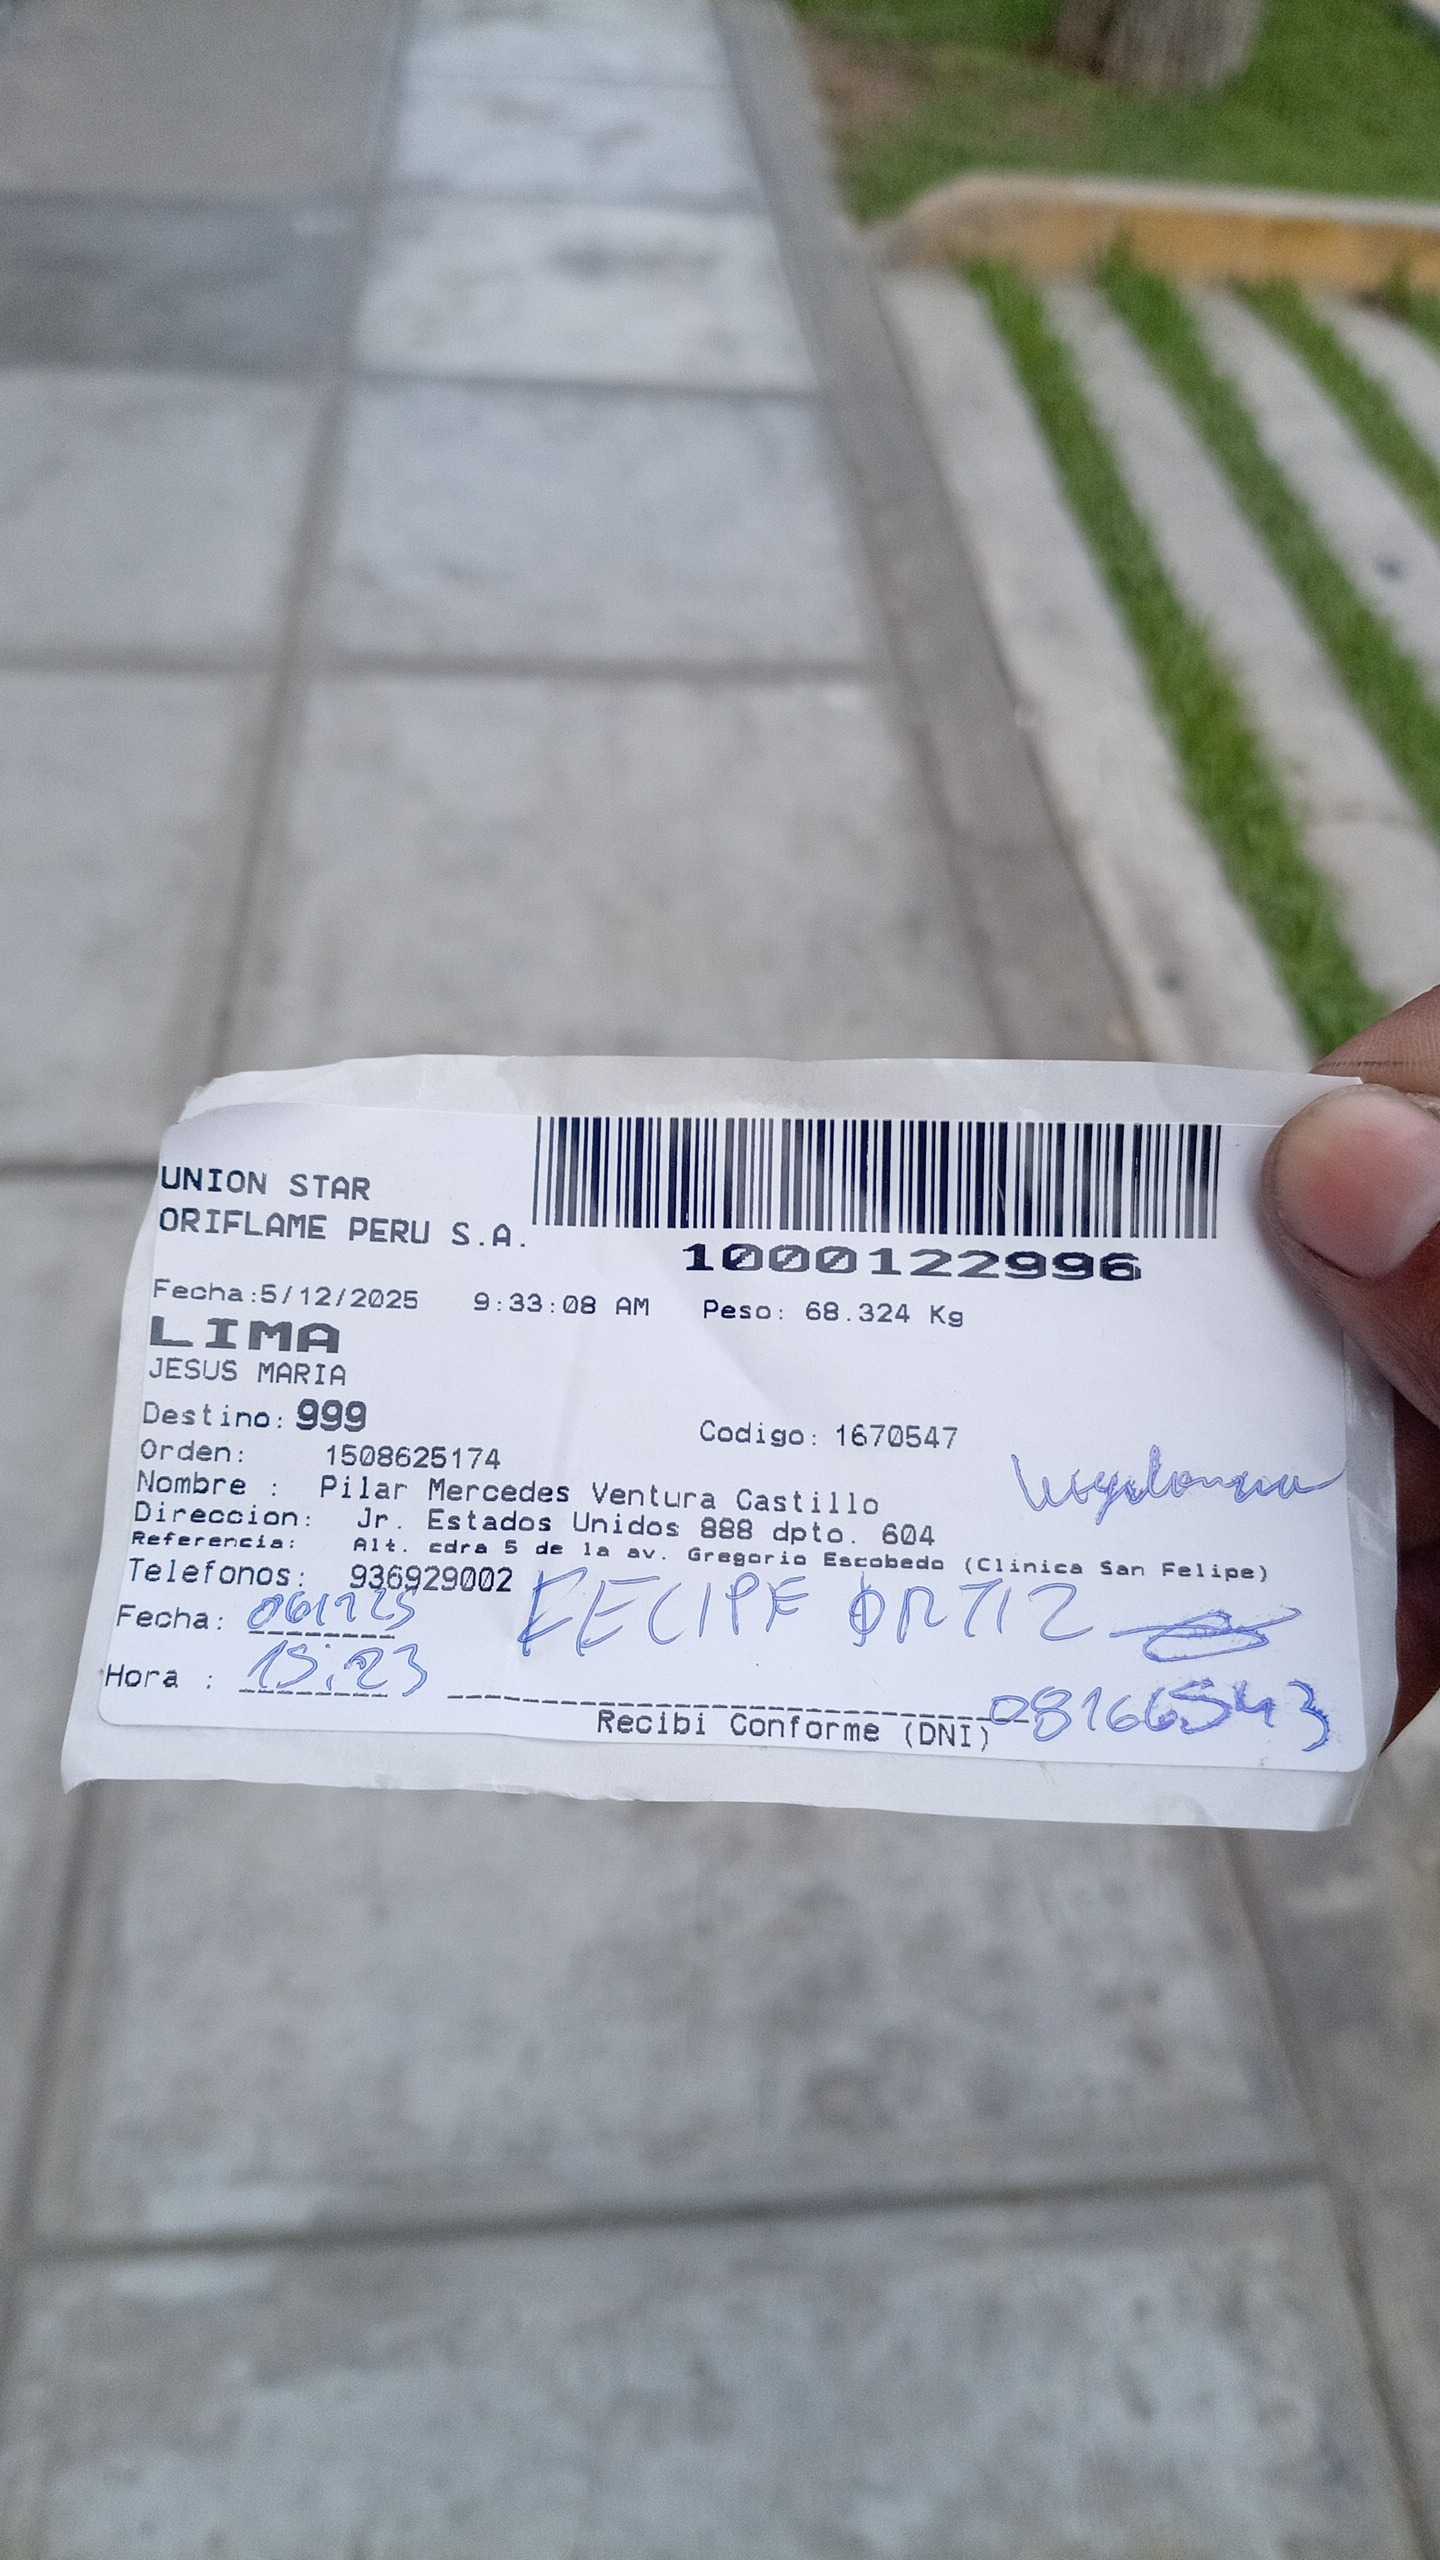 UNION STAR
ORIFLAME PERU S.A.
1000122996
Fecha:5/12/2025 9:33:08 AM Peso: 68.324 Kg
LIMA
JESUS MARIA
Destino: 999 Codigo: 1670547
Orden: 1508625174
Nombre : Pilar Mercedes Ventura Castillo
Vigilancia
Direccion: Jr. Estados Unidos 888 dpto. 604
Referencia: Alt. cdra 5 de la av. Gregorio Escobedo (Clinica San Felipe)
Telefonos: 936929002
FECIPE ORTIZ
Fecha: 061225
Hora : 15:23
Recibi Conforme (DNI) 08166543